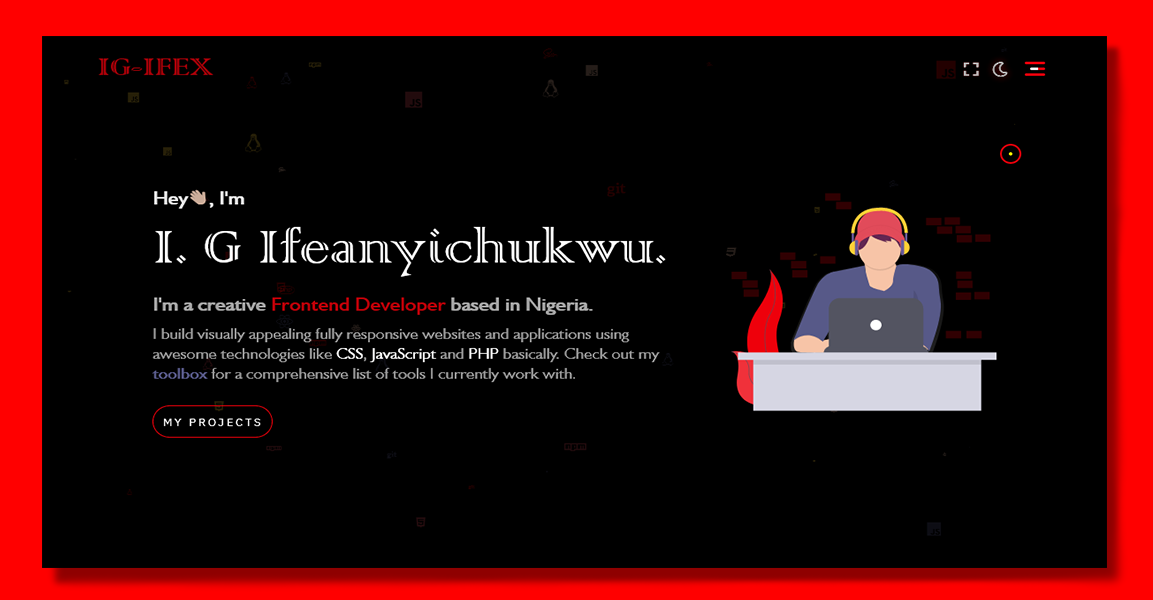 IG-IFEX
JS
git
Hey👋, I'm
I. G Ifeanyichukwu.
I'm a creative Frontend Developer based in Nigeria.
I build visually appealing fully responsive websites and applications using
awesome technologies like CSS, JavaScript and PHP basically. Check out my
toolbox for a comprehensive list of tools I currently work with.
MY PROJECTS